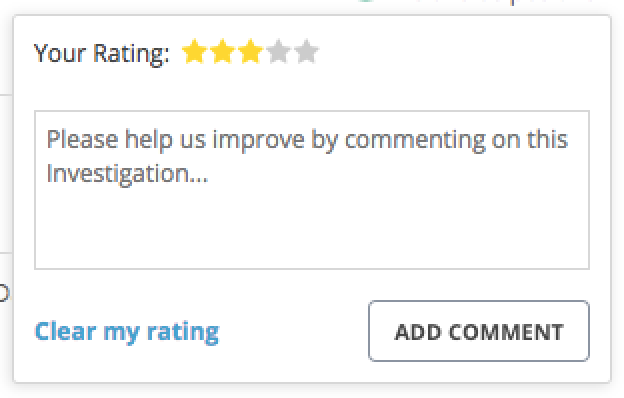 Your Rating:
Please help us improve by commenting on this
Investigation...
Clear my rating
ADD COMMENT